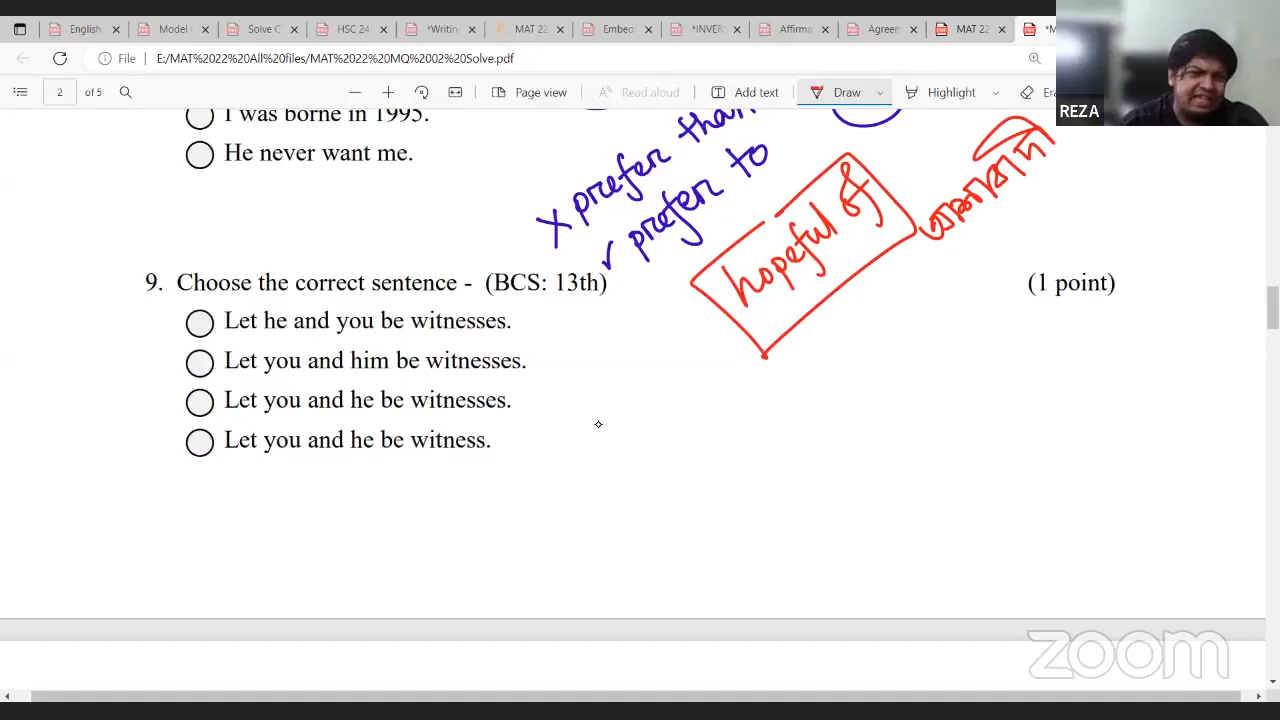 English
Model
Solve C
HSC 24
*Writin
MAT 22
Embed
*INVER
Affirma
Agreen
MAT 22
File
E:/MAT%2022%20All%20files/MAT%2022%20MQ%2002%20Solve.pdf
2 of 5
Page view
Read aloud
Add text
Draw
Highlight
REZA
I was borne in 1995.
He never want me.
X prefer than
✓ prefer to
hopeful of
আশাবাদী
9. Choose the correct sentence - (BCS: 13th) (1 point)
Let he and you be witnesses.
Let you and him be witnesses.
Let you and he be witnesses.
Let you and he be witness.
zoom